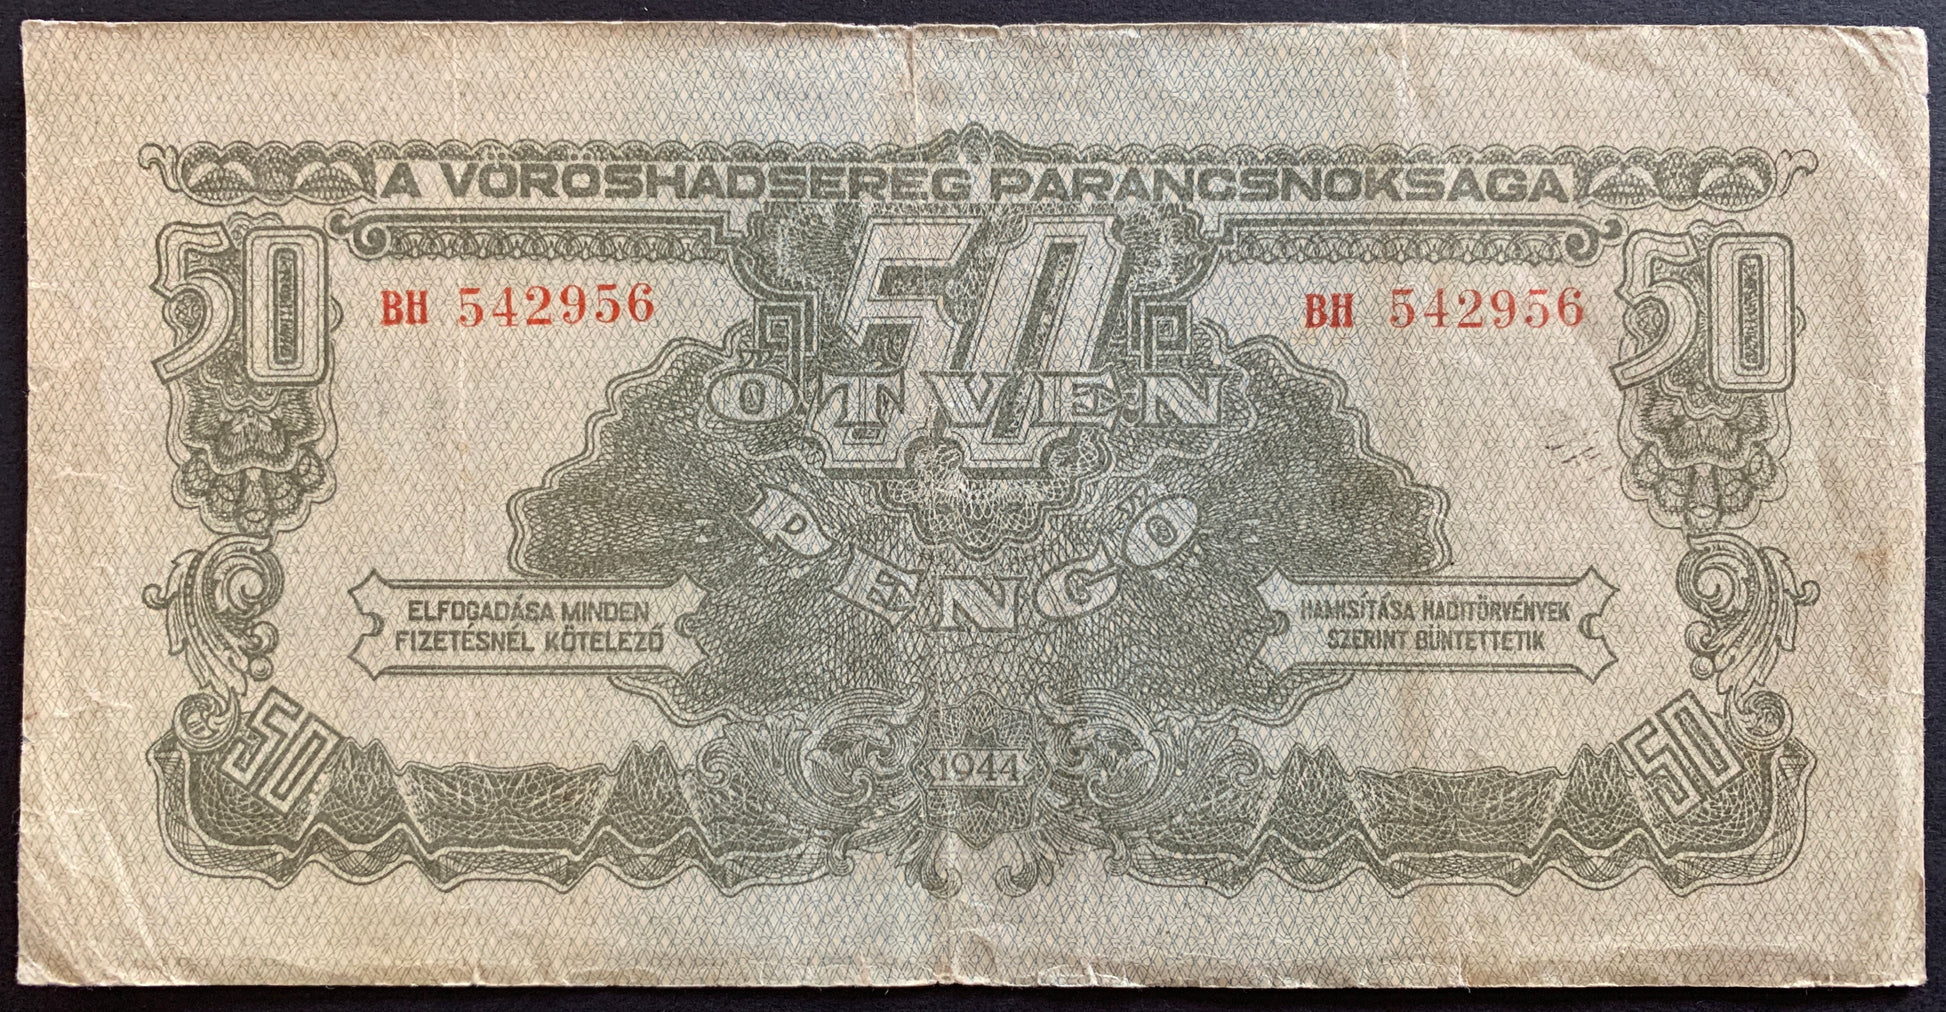 A VÖRÖSHADSEREG PARANCSNOKSÁGA
50 50 50
BH 542956 BH 542956
ÖTVEN
PENGŐ
ELFOGADÁSA MINDEN
FIZETÉSNÉL KÖTELEZŐ
HAMISÍTÁSA HADITÖRVÉNYEK
SZERINT BÜNTETTETIK
50 1944 50